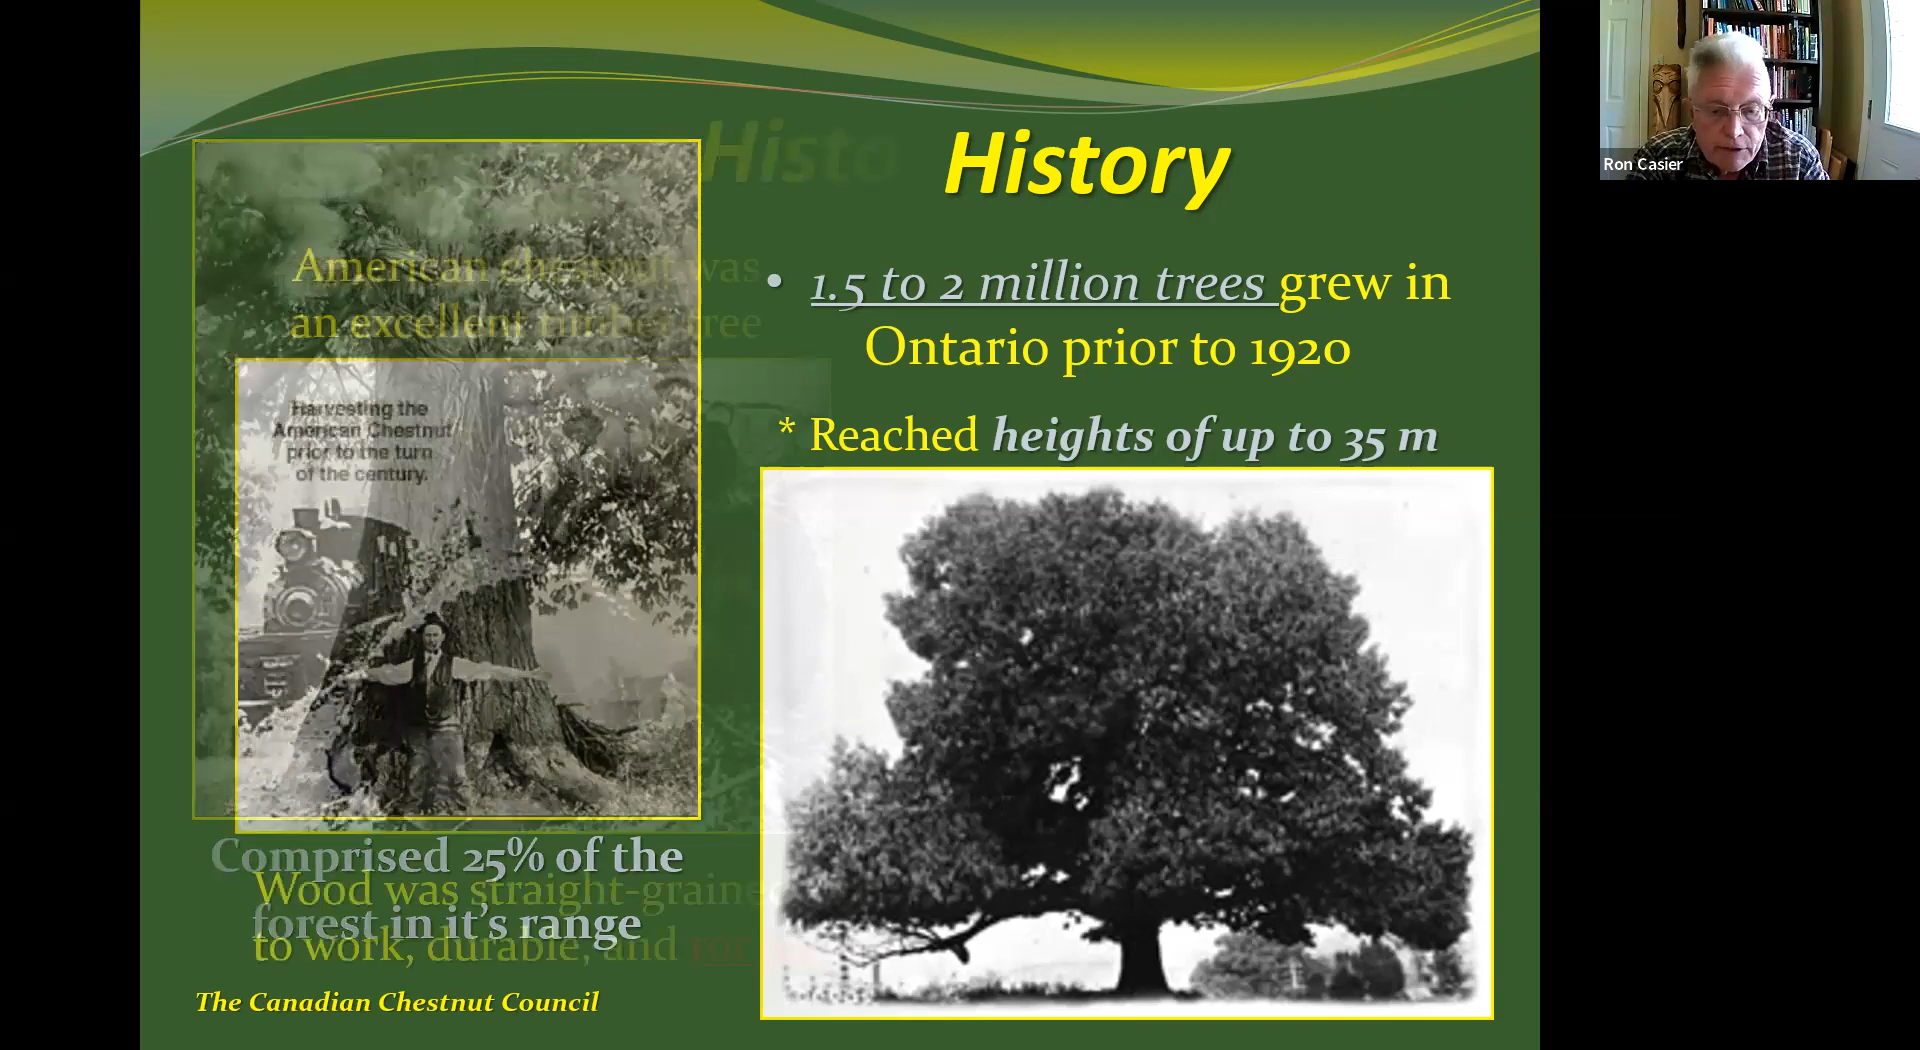 Histo
History
American chestnut was
an excellent timber tree
• 1.5 to 2 million trees grew in
Ontario prior to 1920
* Reached heights of up to 35 m
Harvesting the
American Chestnut
prior to the turn
of the century.
Comprised 25% of the
forest in it's range
Wood was straight-graine
to work, durable, and
The Canadian Chestnut Council
Ron Casier